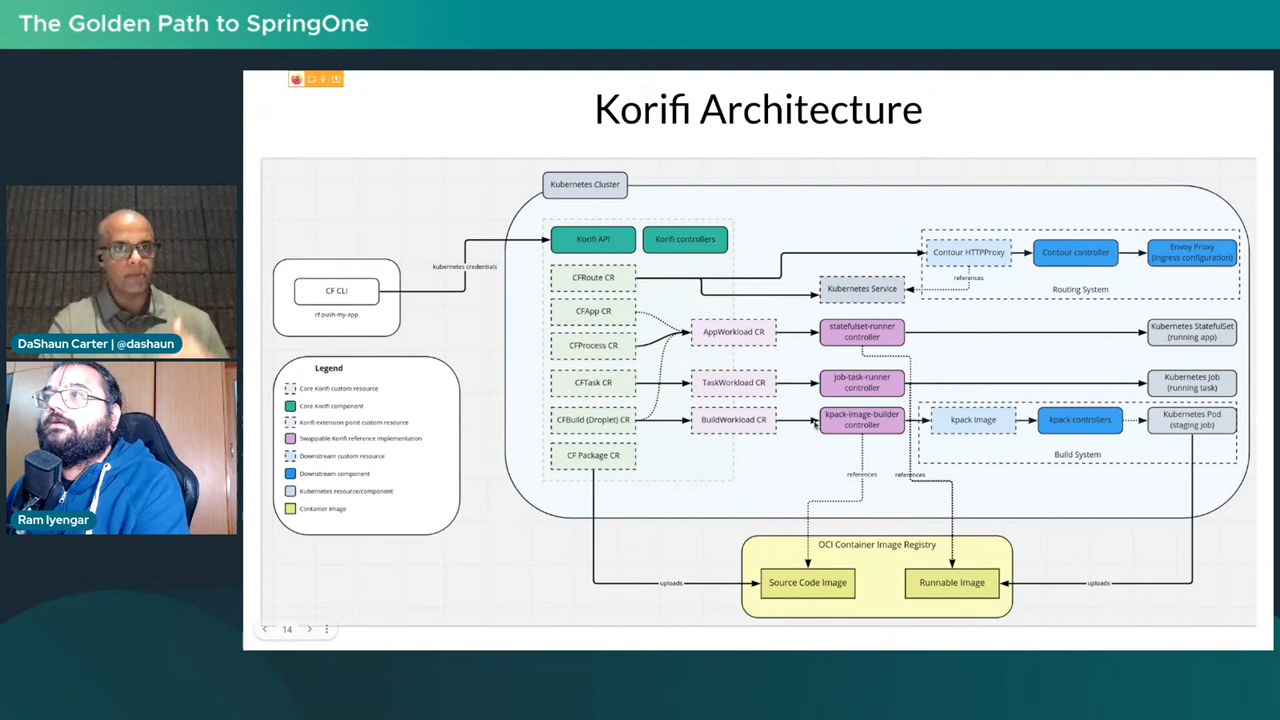 The Golden Path to SpringOne
Korifi Architecture
Kubernetes Cluster
Korifi API
Korifi controllers
kubernetes credentials
CF CLI
cf push my-app
CFRoute CR
CFApp CR
CFProcess CR
CFTask CR
CFBuild (Droplet) CR
CF Package CR
AppWorkload CR
TaskWorkload CR
BuildWorkload CR
Contour HTTPProxy
Contour controller
Envoy Proxy
(ingress configuration)
references
Routing System
Kubernetes Service
statefulset-runner
controller
Kubernetes StatefulSet
(running app)
job-task-runner
controller
Kubernetes Job
(running task)
kpack-image-builder
controller
kpack Image
kpack controllers
Kubernetes Pod
(staging job)
Build System
references
references
OCI Container Image Registry
Source Code Image
Runnable Image
uploads
uploads
Legend
Core Korifi custom resource
Core Korifi component
Korifi extension point custom resource
Swappable Korifi reference implementation
Downstream custom resource
Downstream component
Kubernetes resource/component
Container image
14
DaShaun Carter | @dashaun
Ram Iyengar